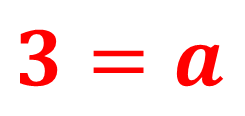 3 = a